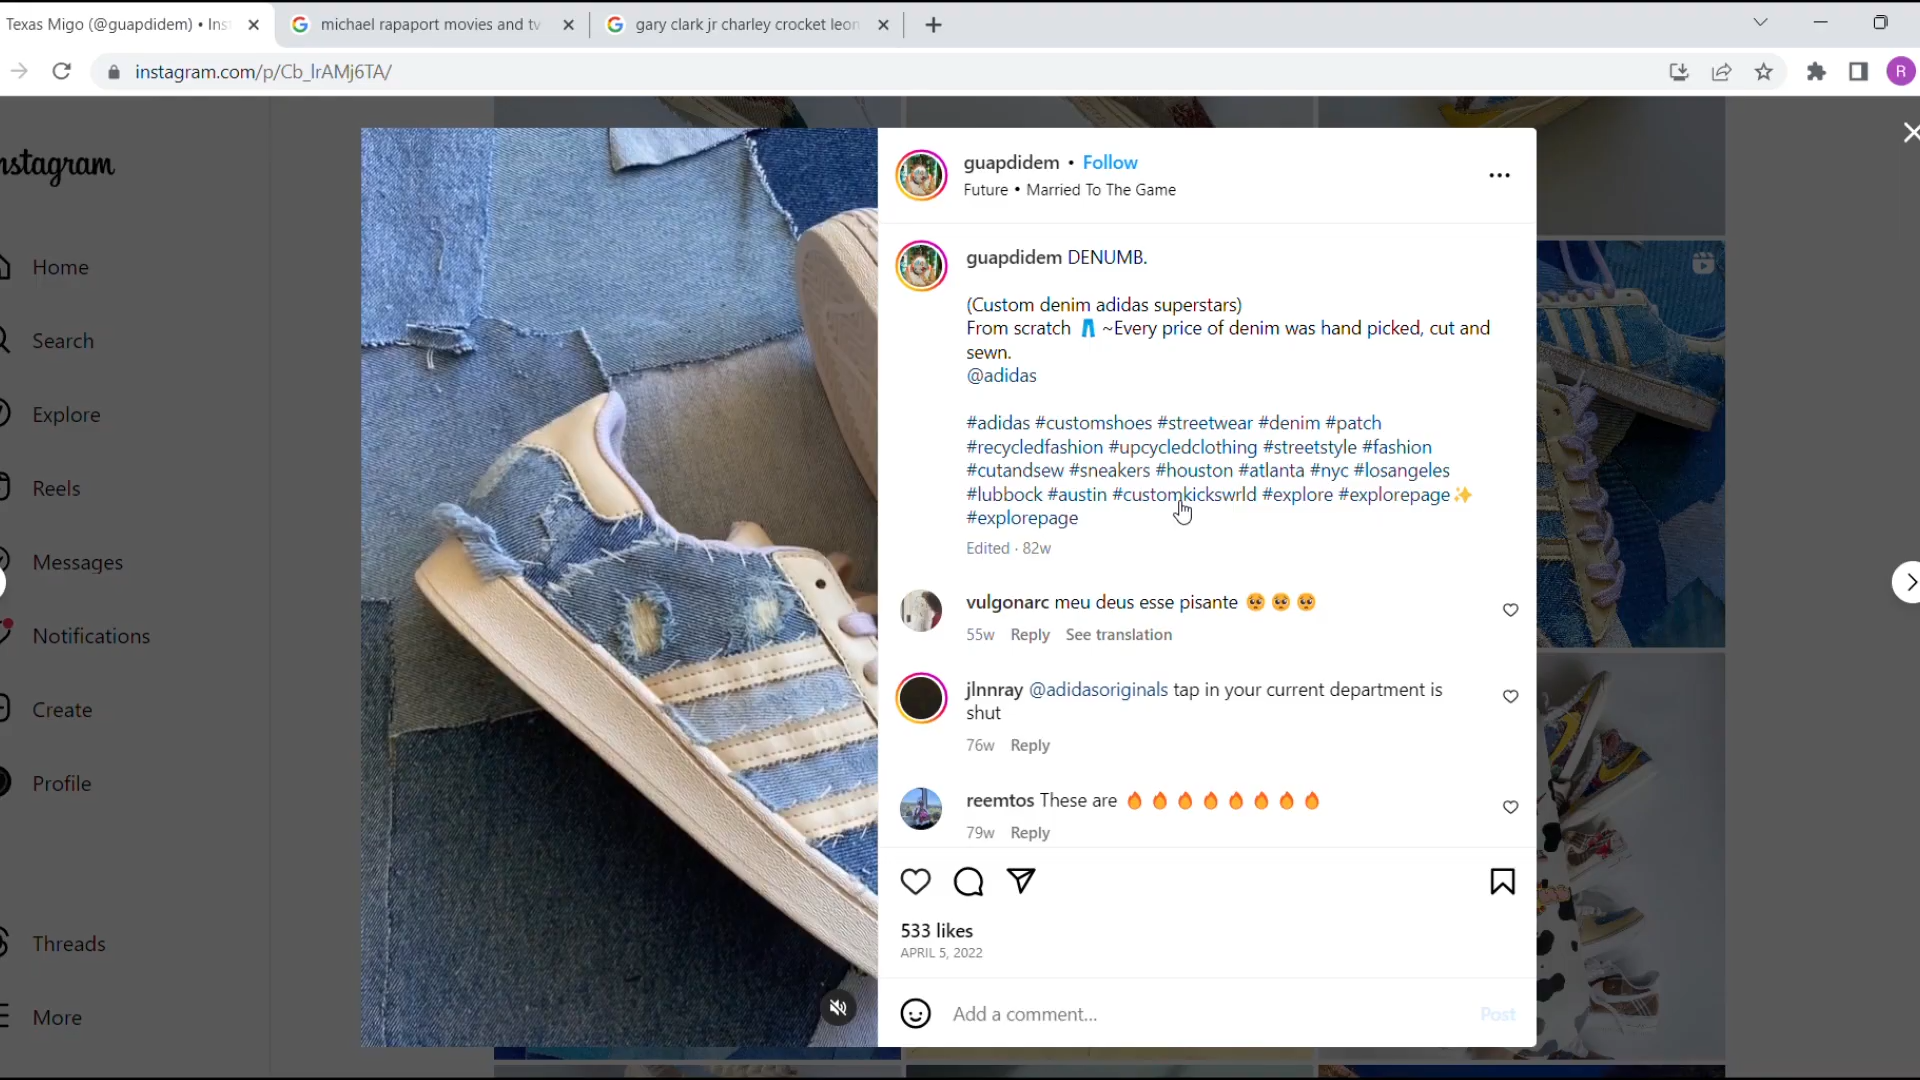 Texas Migo (@guapdidem) • Ins
michael rapaport movies and tv
gary clark jr charley crocket leon
instagram.com/p/Cb_lrAMj6TA/
R
nstagram
Home
Search
Explore
Reels
Messages
Notifications
Create
Profile
Threads
More
guapdidem • Follow
Future • Married To The Game
guapdidem DENUMB.
(Custom denim adidas superstars)
From scratch 👖 ~Every price of denim was hand picked, cut and
sewn.
@adidas
#adidas #customshoes #streetwear #denim #patch
#recycledfashion #upcycledclothing #streetstyle #fashion
#cutandsew #sneakers #houston #atlanta #nyc #losangeles
#lubbock #austin #customkickswrld #explore #explorepage✨
#explorepage
Edited · 82w
vulgonarc meu deus esse pisante 🥺 🥺 🥺
55w Reply See translation
jlnnray @adidasoriginals tap in your current department is
shut
76w Reply
reemtos These are 🔥 🔥 🔥 🔥 🔥 🔥 🔥 🔥
79w Reply
533 likes
APRIL 5, 2022
Add a comment...
Post